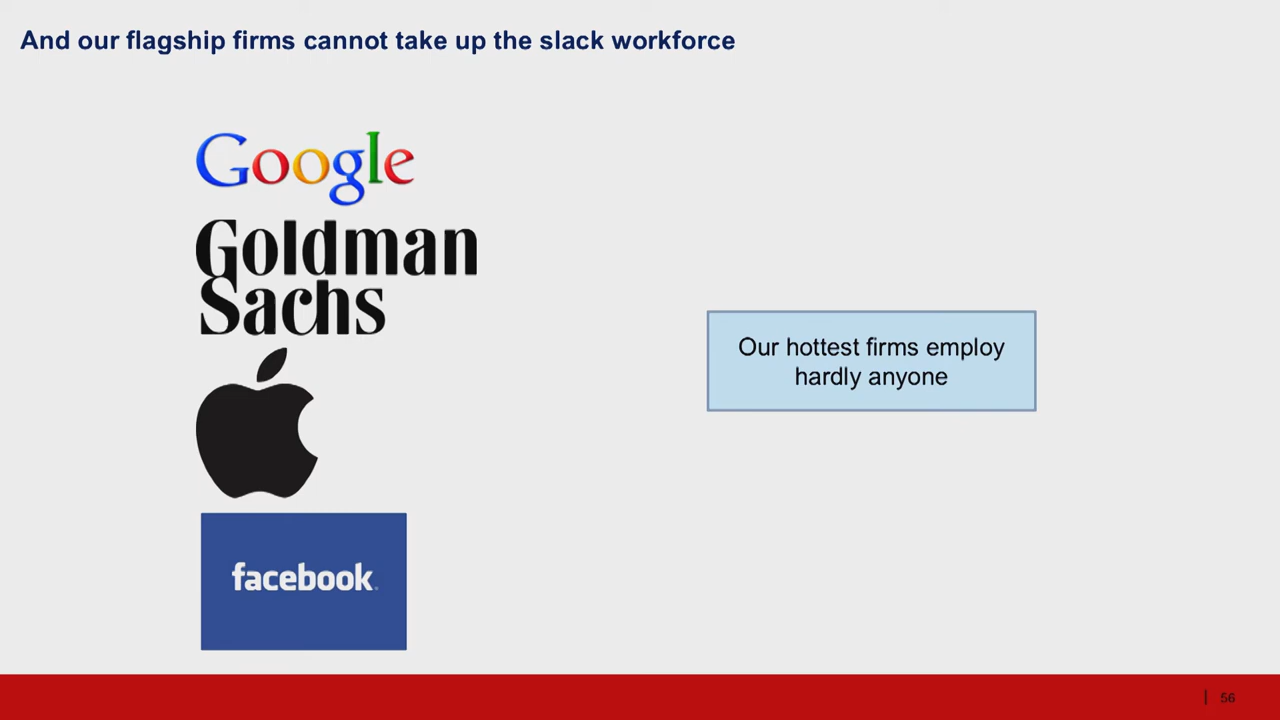 And our flagship firms cannot take up the slack workforce
Google
Goldman
Sachs
Our hottest firms employ
hardly anyone
facebook
56